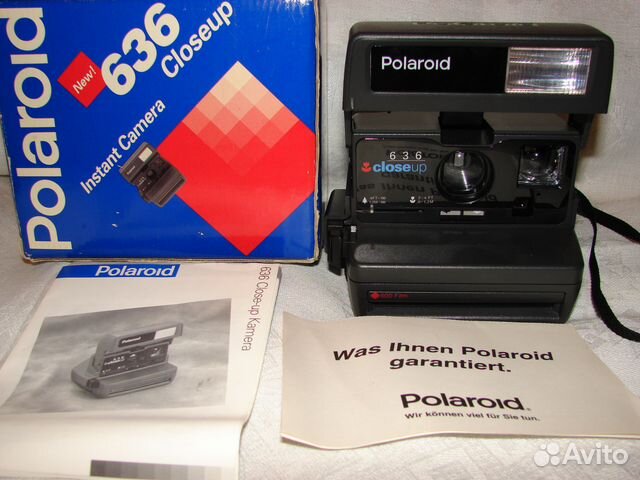 Polaroid
New!
636
Closeup
Instant Camera
Polaroid
636
closeup
600 Film
Polaroid
636 Close-up Kamera
Polaroid
Was Ihnen Polaroid
garantiert.
Polaroid
Wir können viel für Sie tun.
Avito